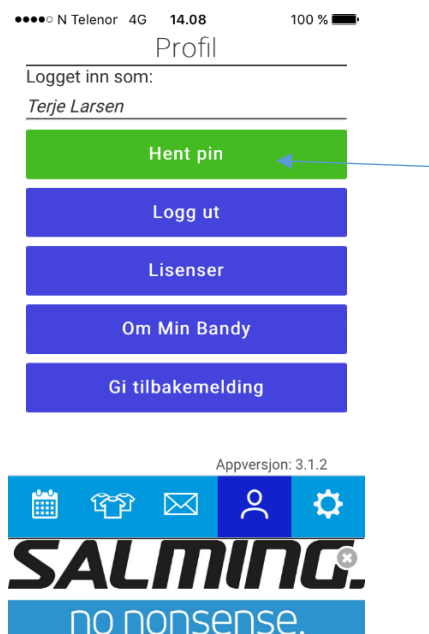 N Telenor 4G 14.08 100 %
Profil
Logget inn som:
Terje Larsen
Hent pin
Logg ut
Lisenser
Om Min Bandy
Gi tilbakemelding
Appversjon: 3.1.2
SALMING.
no nonsense.